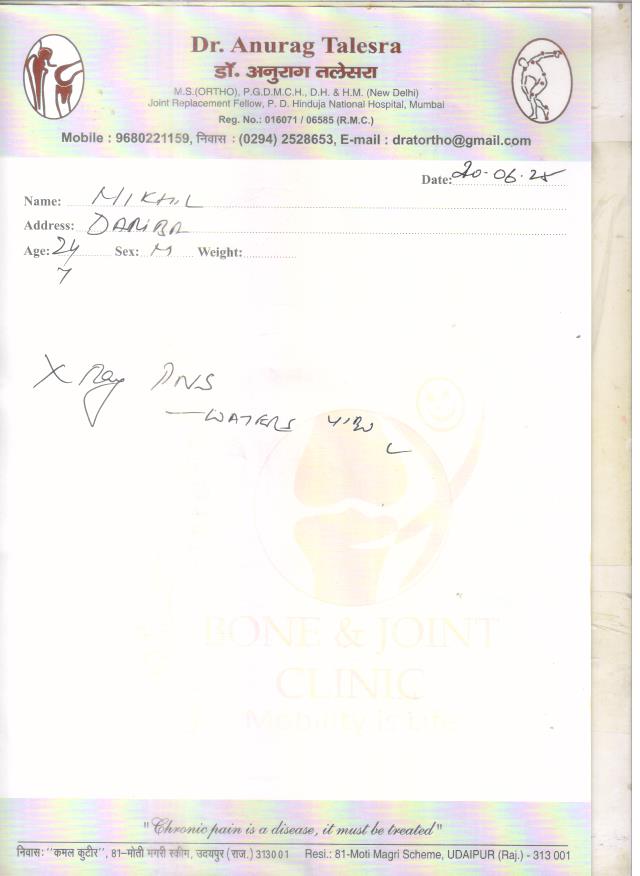 Dr. Anurag Talesra
डॉ. अनुराग तलेसरा
M.S.(ORTHO), P.G.D.M.C.H., D.H. & H.M. (New Delhi)
Joint Replacement Fellow, P. D. Hinduja National Hospital, Mumbai
Reg. No.: 016071 / 06585 (R.M.C.)
Mobile : 9680221159, निवास : (0294) 2528653, E-mail : dratortho@gmail.com
Date: 20-06-25
Name: MIKHIL
Address: DARIBA
Age: 24 Sex: M Weight:
y
X Ray PNS
— WATERS VIEW
BONE & JOINT
CLINIC
Mobility is Life
"Chronic pain is a disease, it must be treated"
निवास: "कमल कुटीर", 81-मोती मगरी स्कीम, उदयपुर (राज.) 313001 Resi.: 81-Moti Magri Scheme, UDAIPUR (Raj.) - 313 001